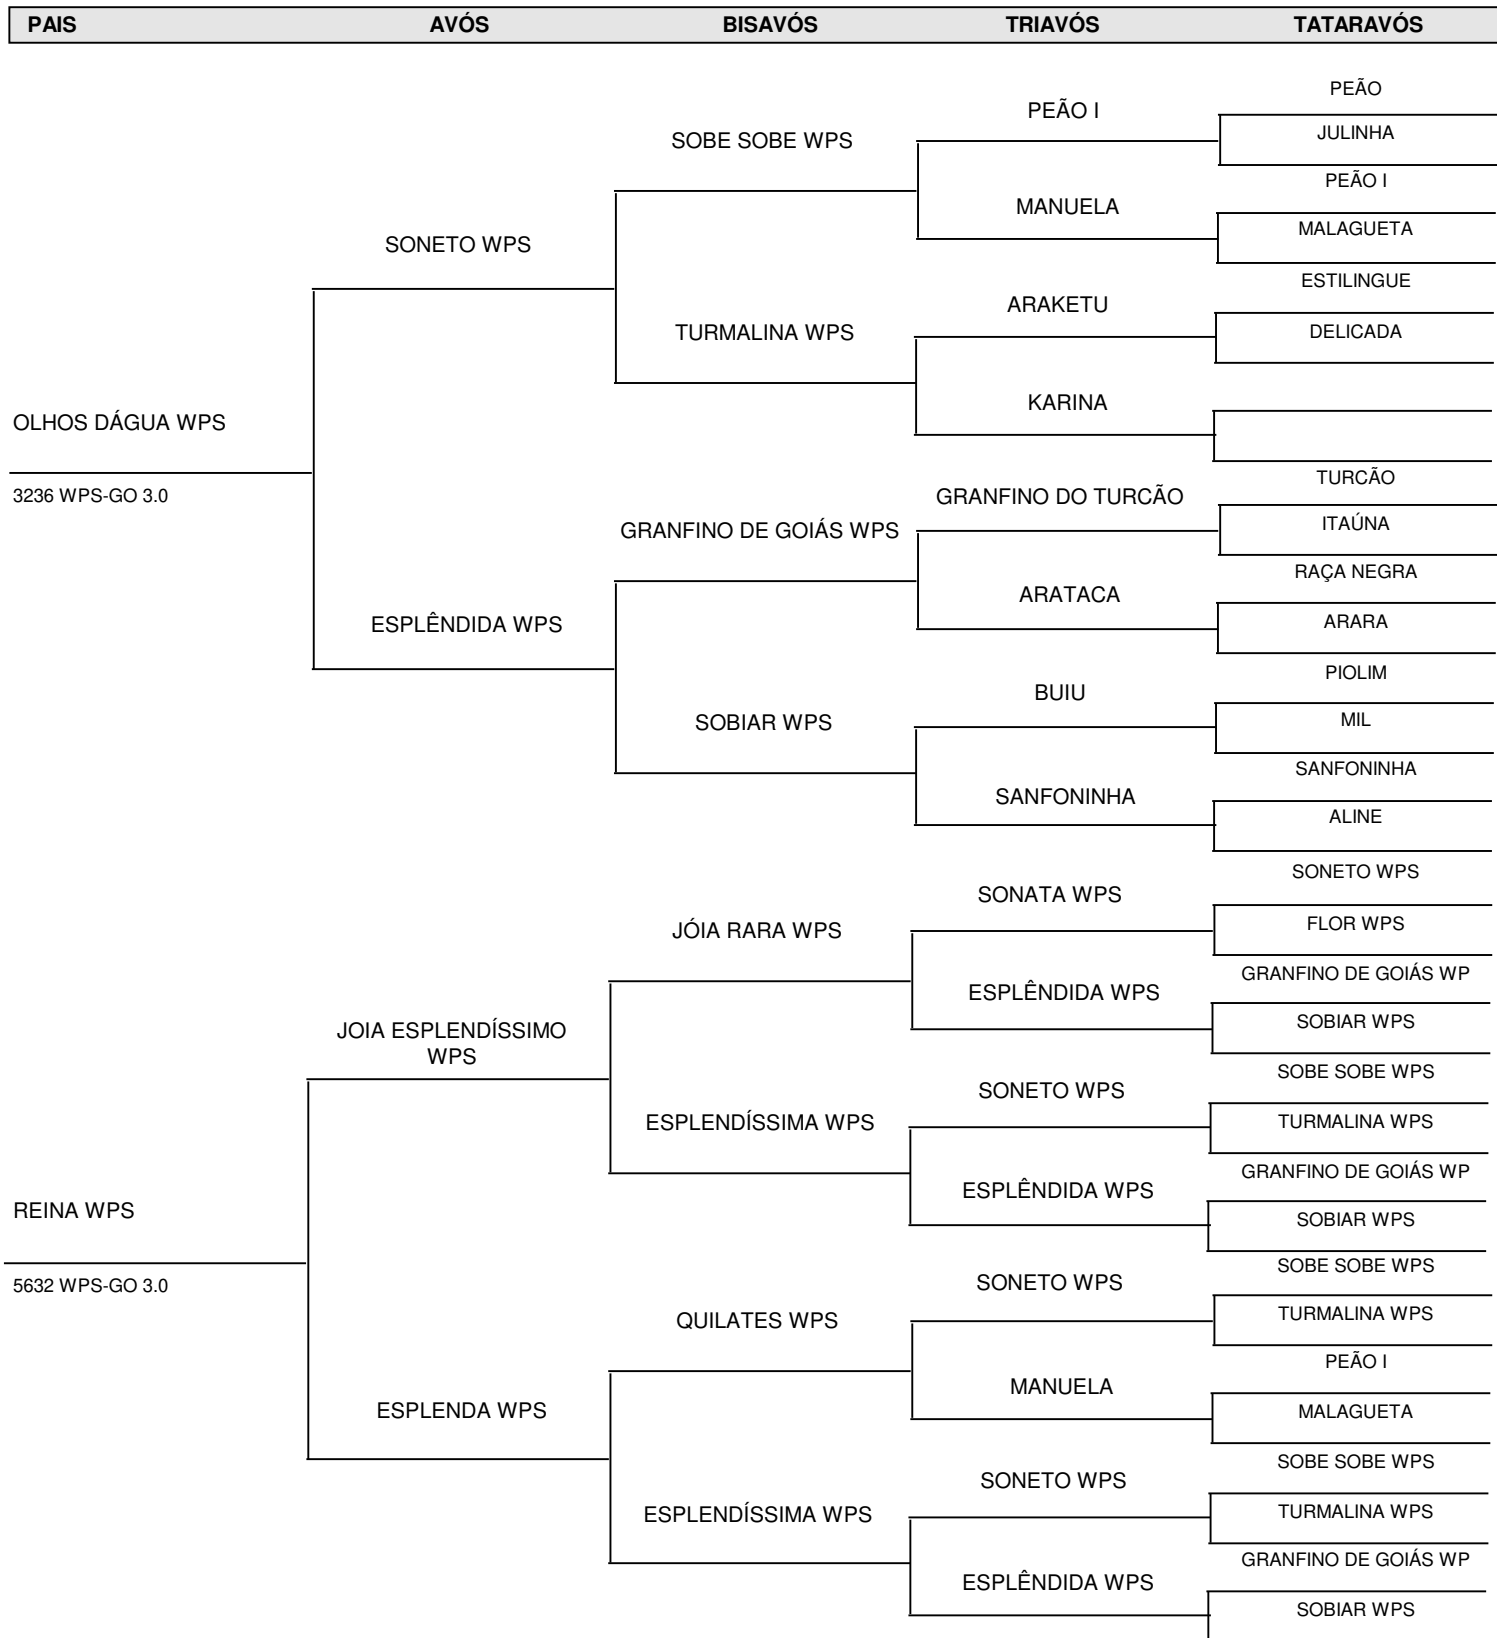 PAIS AVÓS BISAVÓS TRIAVÓS TATARAVÓS
PEÃO
PEÃO I
JULINHA
SOBE SOBE WPS
PEÃO I
MANUELA
MALAGUETA
SONETO WPS
ESTILINGUE
ARAKETU
DELICADA
TURMALINA WPS
KARINA
OLHOS DÁGUA WPS
TURCÃO
3236 WPS-GO 3.0
GRANFINO DO TURCÃO
ITAÚNA
GRANFINO DE GOIÁS WPS
RAÇA NEGRA
ARATACA
ARARA
ESPLÊNDIDA WPS
PIOLIM
BUIU
MIL
SOBIAR WPS
SANFONINHA
SANFONINHA
ALINE
SONETO WPS
SONATA WPS
FLOR WPS
JÓIA RARA WPS
GRANFINO DE GOIÁS WP
ESPLÊNDIDA WPS
SOBIAR WPS
JOIA ESPLENDÍSSIMO
WPS
SOBE SOBE WPS
SONETO WPS
TURMALINA WPS
ESPLENDÍSSIMA WPS
GRANFINO DE GOIÁS WP
ESPLÊNDIDA WPS
REINA WPS
SOBIAR WPS
SOBE SOBE WPS
5632 WPS-GO 3.0
SONETO WPS
TURMALINA WPS
QUILATES WPS
PEÃO I
MANUELA
MALAGUETA
ESPLENDA WPS
SOBE SOBE WPS
SONETO WPS
TURMALINA WPS
ESPLENDÍSSIMA WPS
GRANFINO DE GOIÁS WP
ESPLÊNDIDA WPS
SOBIAR WPS